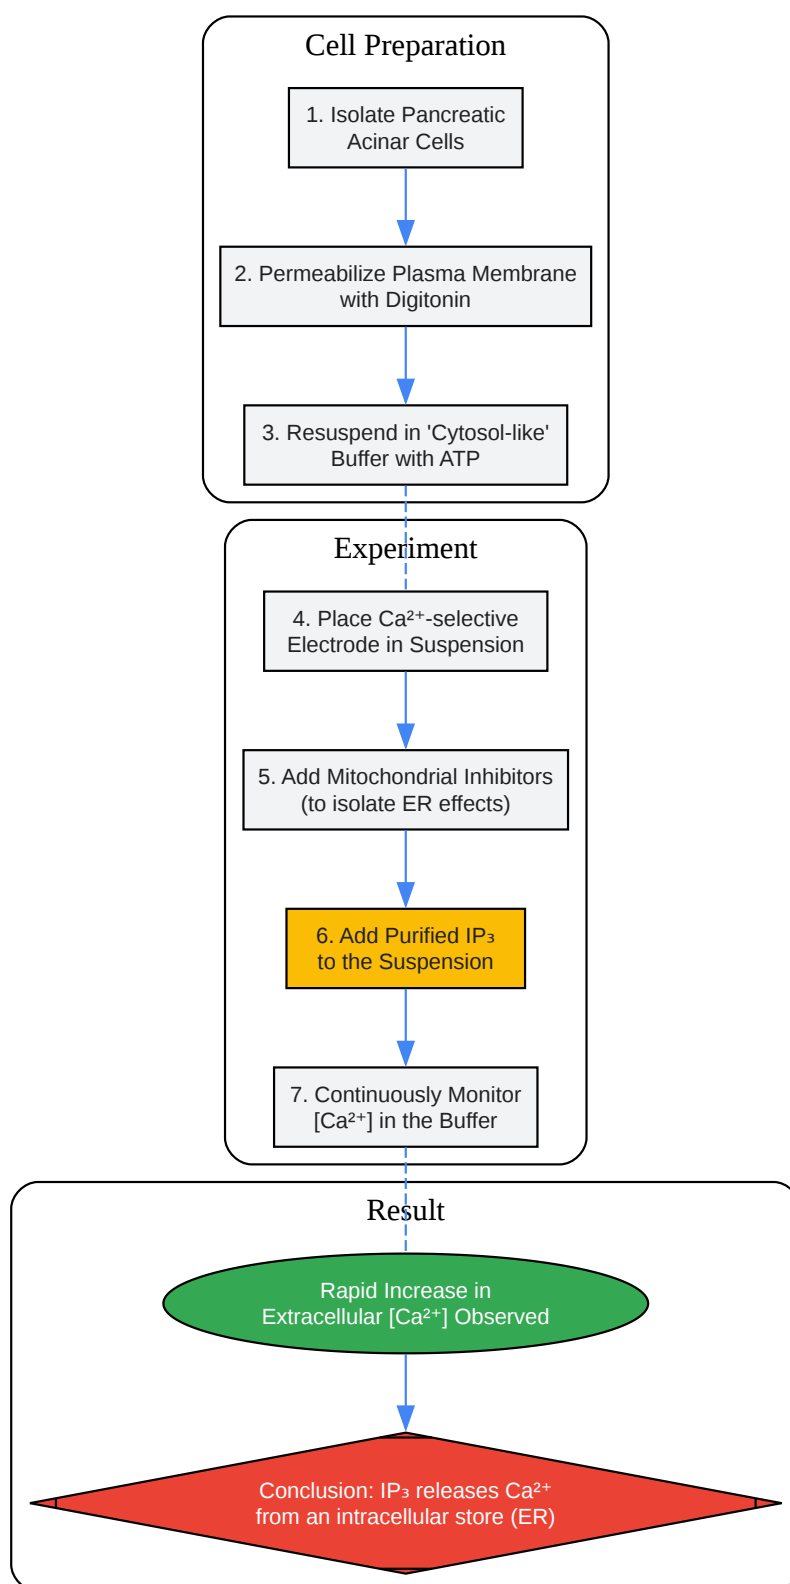 Cell Preparation
1. Isolate Pancreatic
Acinar Cells
2. Permeabilize Plasma Membrane
with Digitonin
3. Resuspend in 'Cytosol-like'
Buffer with ATP
Experiment
4. Place Ca²⁺-selective
Electrode in Suspension
5. Add Mitochondrial Inhibitors
(to isolate ER effects)
6. Add Purified IP₃
to the Suspension
7. Continuously Monitor
[Ca²⁺] in the Buffer
Result
Rapid Increase in
Extracellular [Ca²⁺] Observed
Conclusion: IP₃ releases Ca²⁺
from an intracellular store (ER)